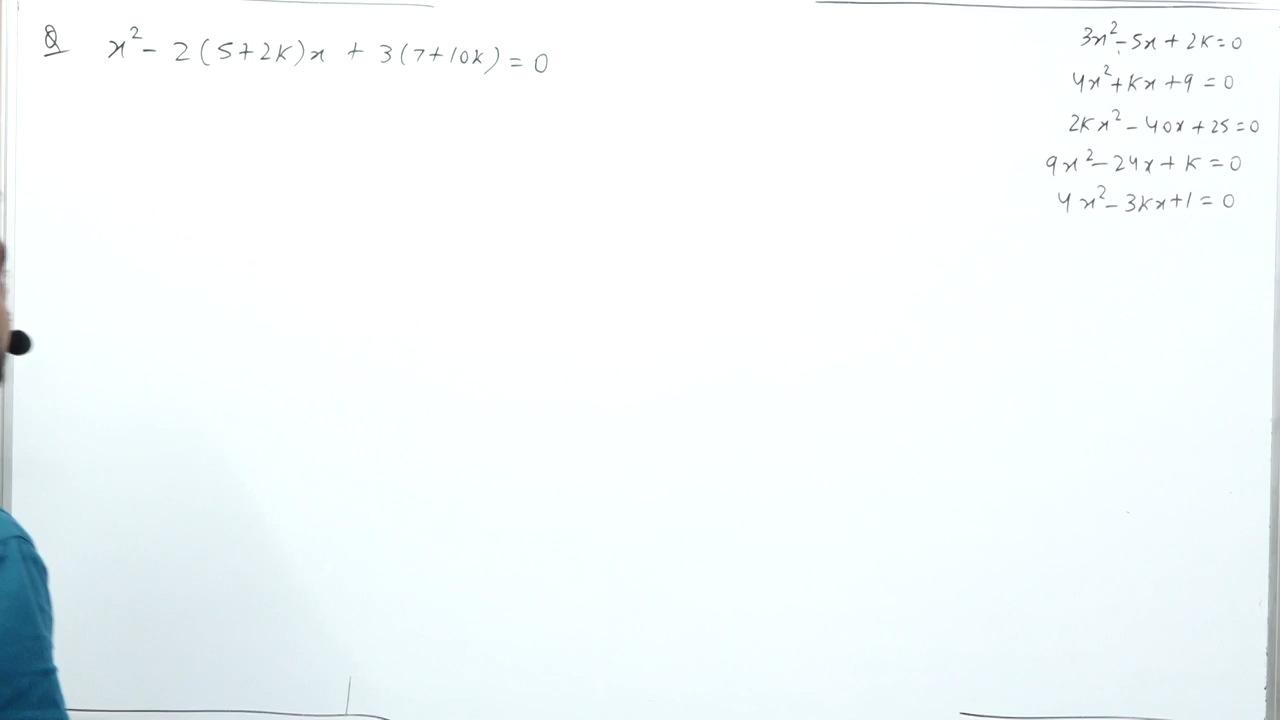 Q x² - 2(5+2k)x + 3(7+10k) = 0
3x² - 5x + 2k = 0
4x² + kx + 9 = 0
2kx² - 40x + 25 = 0
9x² - 24x + k = 0
4x² - 3kx + 1 = 0